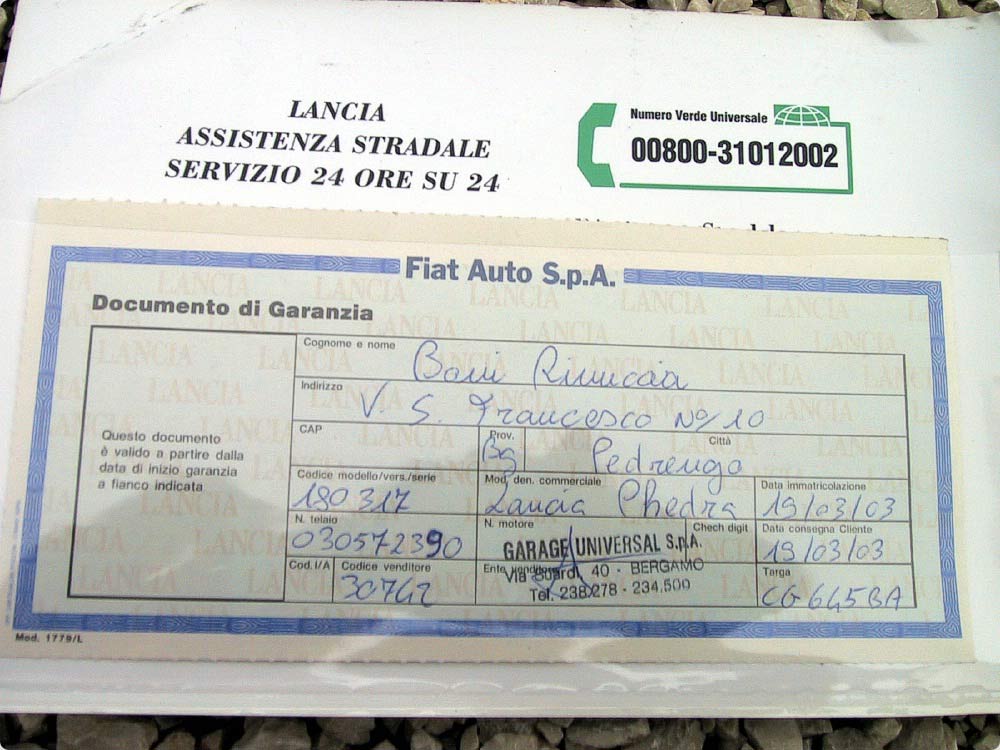 LANCIA
ASSISTENZA STRADALE
SERVIZIO 24 ORE SU 24
Numero Verde Universale
00800-31012002
Fiat Auto S.p.A.
Documento di Garanzia
Questo documento
è valido a partire dalla
data di inizio garanzia
a fianco indicata
Cognome e nome
Boni Rinuccia
Indirizzo
V. S. Francesco N° 10
CAP
Prov.
Bg
Città
Pedrengo
Codice modello/vers./serie
180 317
Mod. den. commerciale
Lancia Phedra
Data immatricolazione
19/03/03
N. telaio
030572390
N. motore
Chech digit
Data consegna Cliente
19/03/03
Cod. I/A
Codice venditore
30742
Ente venditore
GARAGE UNIVERSAL S.p.A.
Via Suardi, 40 - BERGAMO
Tel. 238.278 - 234.500
Targa
CG 645BA
Mod. 1779/L